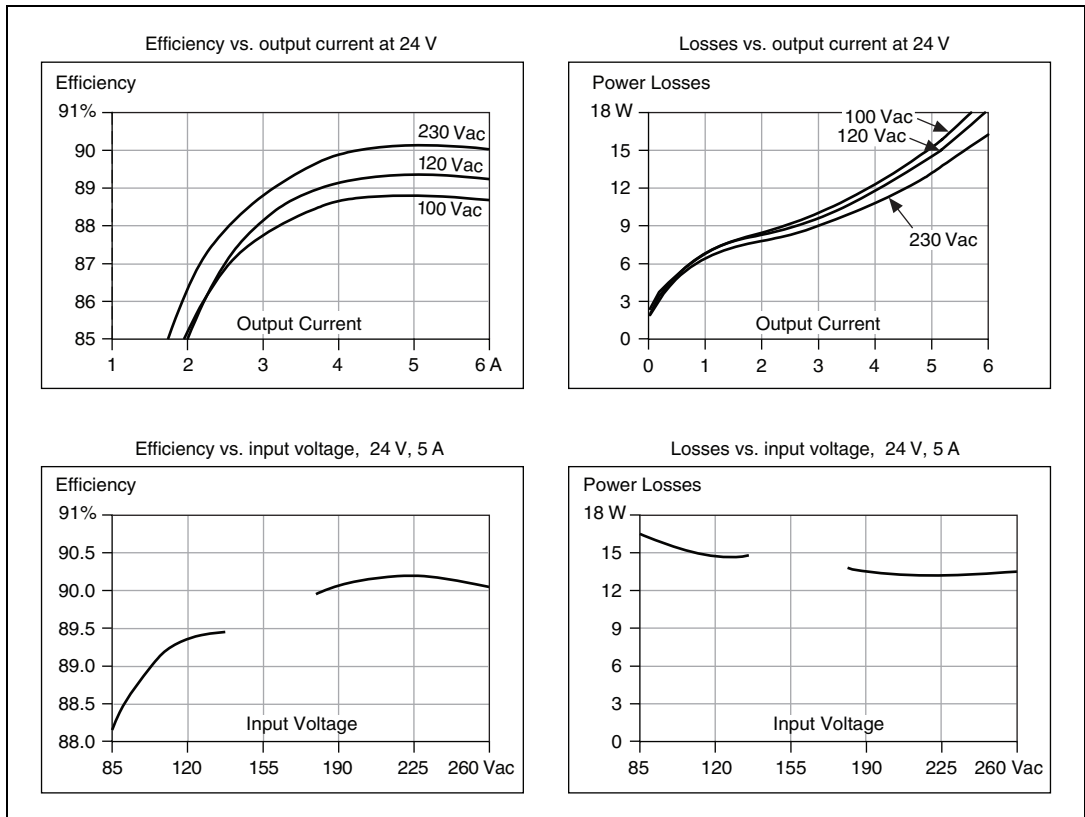 Efficiency vs. output current at 24 V
Efficiency
91%
90
89
88
87
86
85
230 Vac
120 Vac
100 Vac
Output Current
1 2 3 4 5 6 A
Losses vs. output current at 24 V
Power Losses
18 W
15
12
9
6
3
0
100 Vac
120 Vac
230 Vac
Output Current
0 1 2 3 4 5 6
Efficiency vs. input voltage, 24 V, 5 A
Efficiency
91%
90.5
90.0
89.5
89.0
88.5
88.0
Input Voltage
85 120 155 190 225 260 Vac
Losses vs. input voltage, 24 V, 5 A
Power Losses
18 W
15
12
9
6
3
0
Input Voltage
85 120 155 190 225 260 Vac